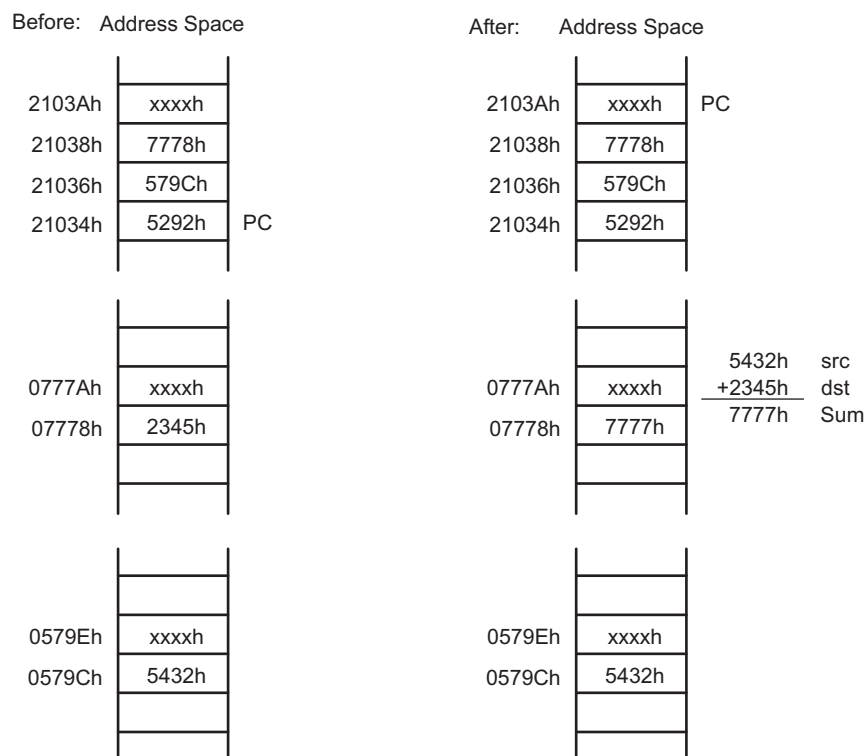 Before: Address Space
2103Ah xxxxh
21038h 7778h
21036h 579Ch
21034h 5292h PC
0777Ah xxxxh
07778h 2345h
0579Eh xxxxh
0579Ch 5432h
After: Address Space
2103Ah xxxxh PC
21038h 7778h
21036h 579Ch
21034h 5292h
0777Ah xxxxh
07778h 7777h
5432h src
+2345h dst
7777h Sum
0579Eh xxxxh
0579Ch 5432h